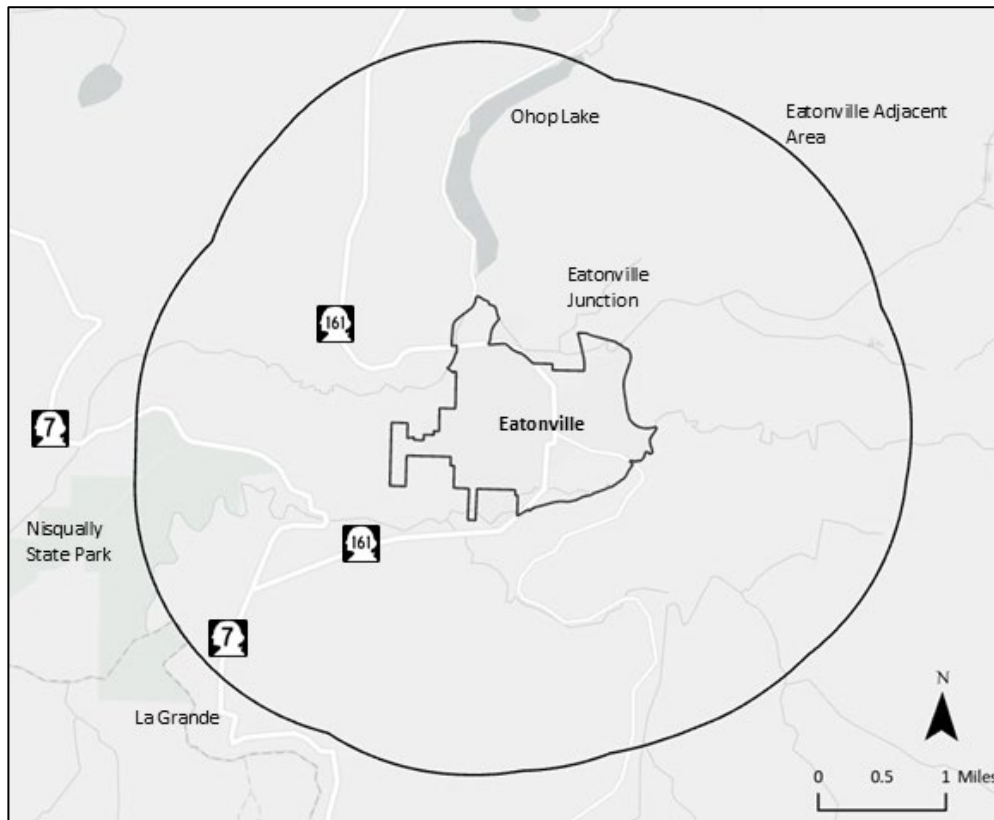 Ohop Lake
Eatonville Adjacent
Area
Eatonville
Junction
161
7
Eatonville
Nisqually
State Park
161
7
La Grande
N
0 0.5 1 Miles